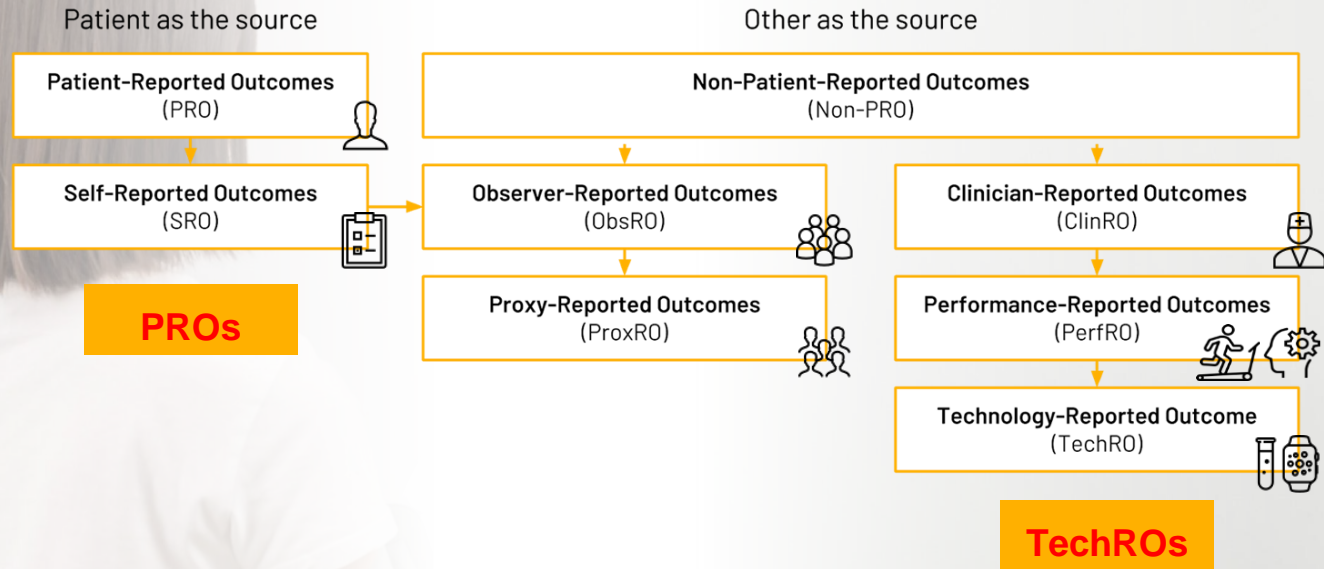 Patient as the source
Other as the source
Patient-Reported Outcomes
(PRO)
Non-Patient-Reported Outcomes
(Non-PRO)
Self-Reported Outcomes
(SRO)
Observer-Reported Outcomes
(ObsRO)
Clinician-Reported Outcomes
(ClinRO)
PROs
Proxy-Reported Outcomes
(ProxRO)
Performance-Reported Outcomes
(PerfRO)
Technology-Reported Outcome
(TechRO)
TechROs